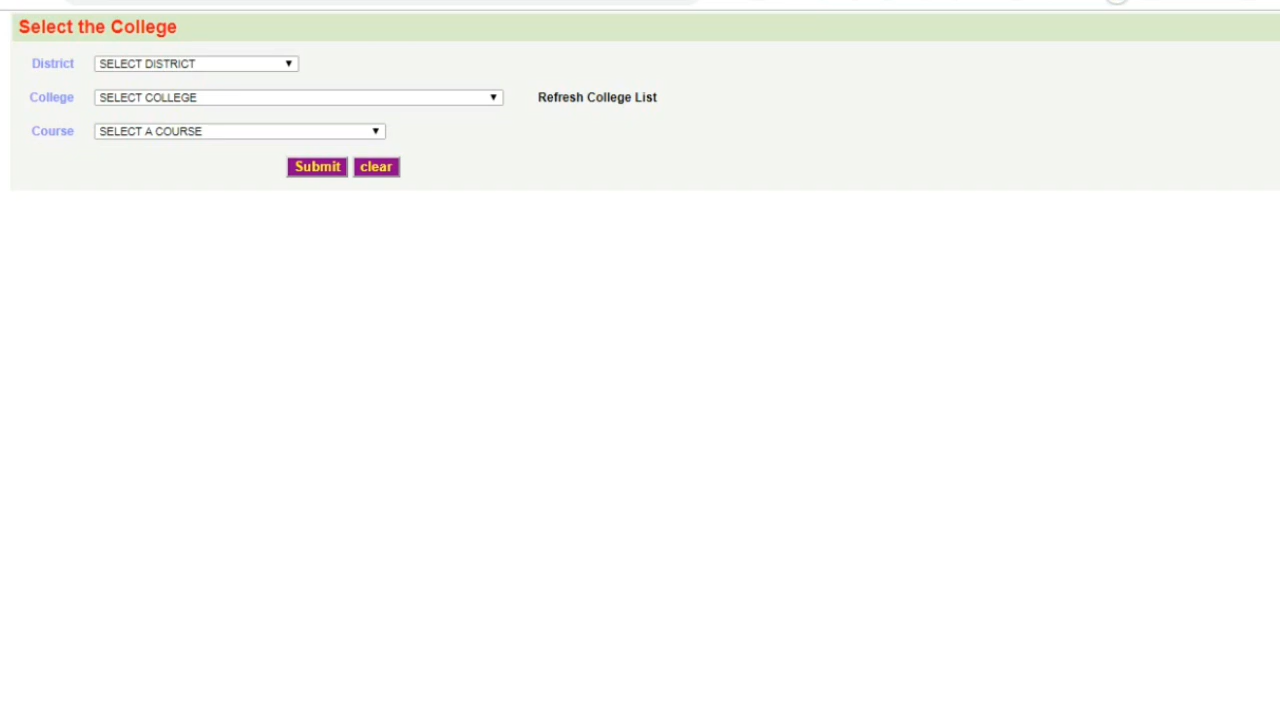 Select the College
District SELECT DISTRICT
College SELECT COLLEGE Refresh College List
Course SELECT A COURSE
Submit clear